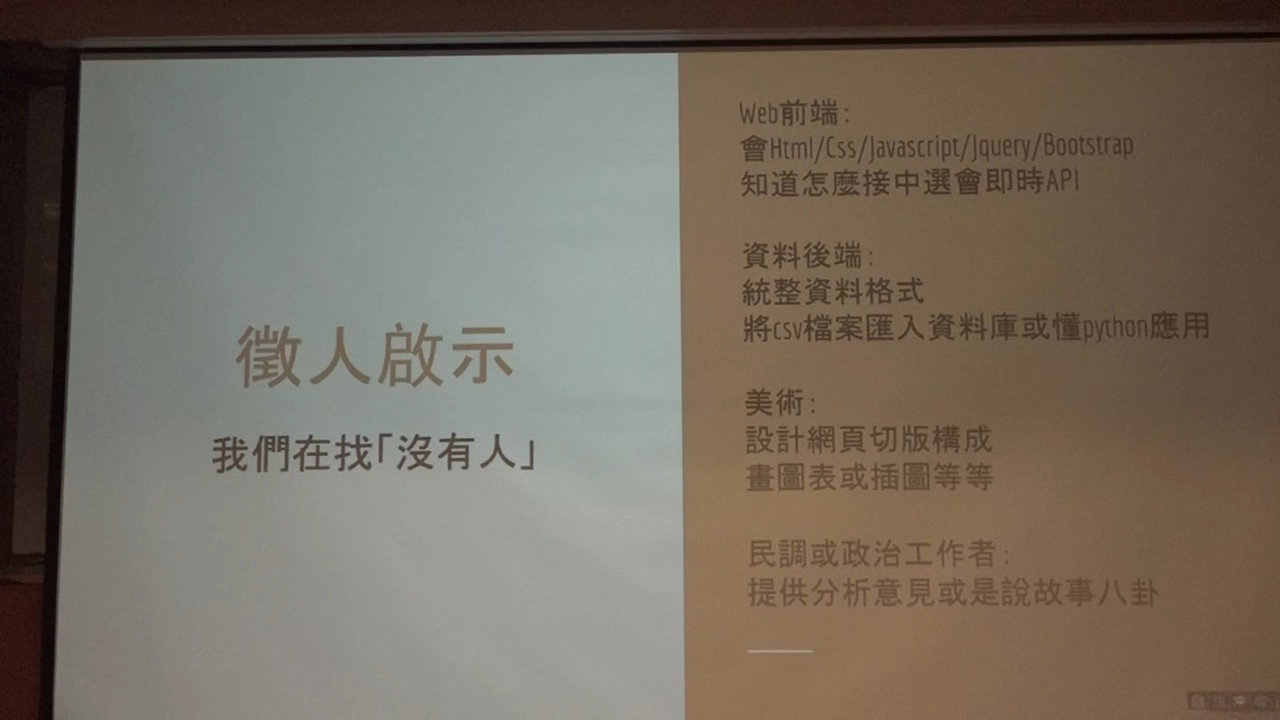 徵人啟示
我們在找「沒有人」
Web前端:
會Html/Css/Javascript/Jquery/Bootstrap
知道怎麼接中選會即時API
資料後端:
統整資料格式
將csv檔案匯入資料庫或懂python應用
美術:
設計網頁切版構成
畫圖表或插圖等等
民調或政治工作者:
提供分析意見或是說故事八卦